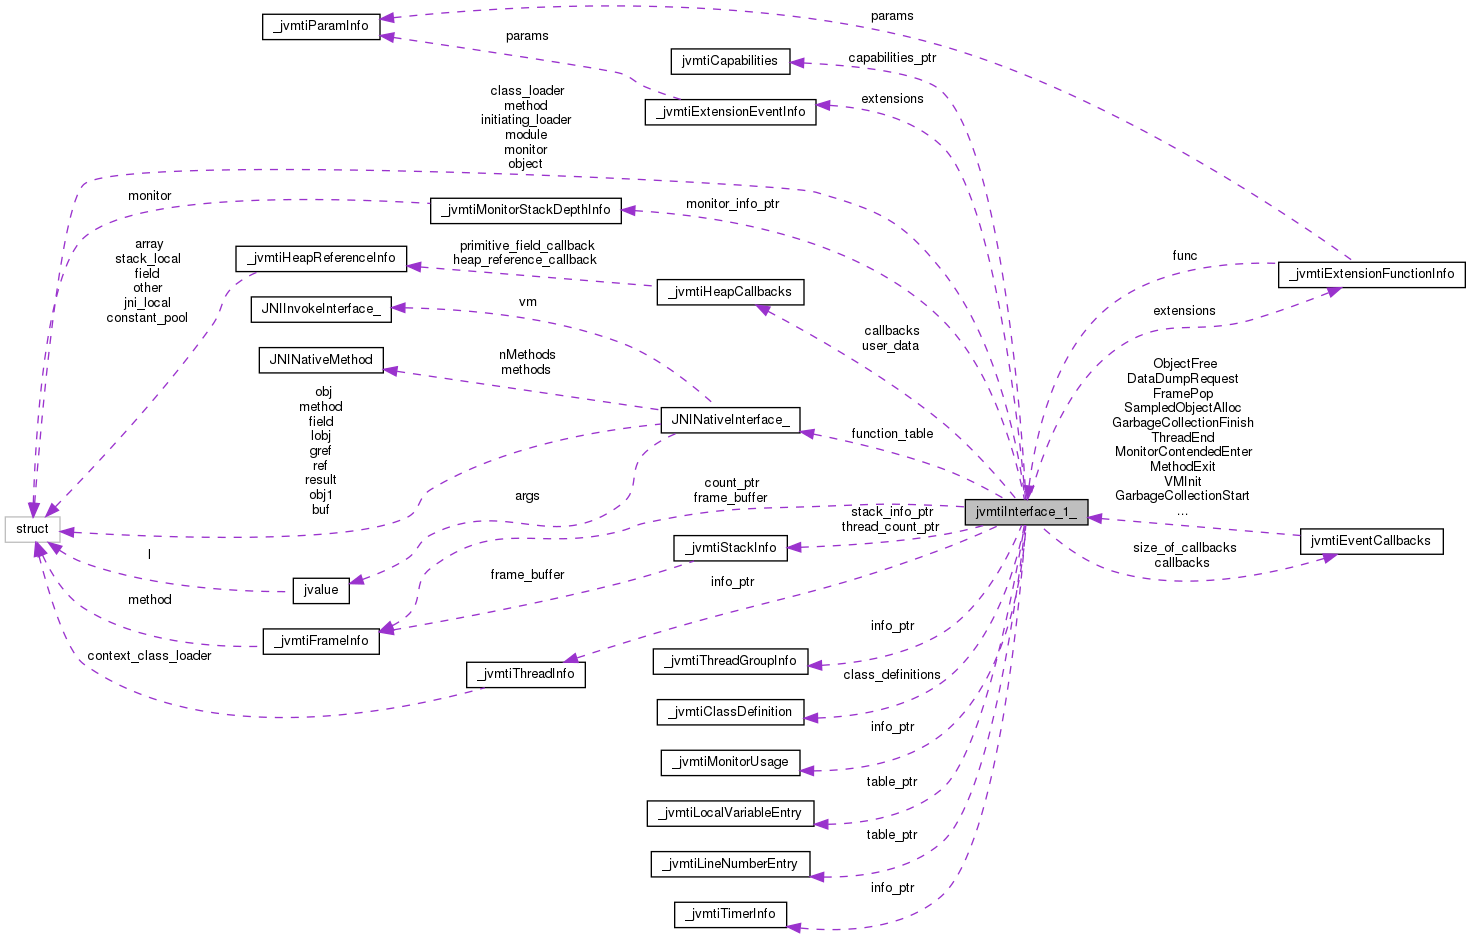 _jvmtiParamInfo
params
params
jvmtiCapabilities
capabilities_ptr
_jvmtiExtensionEventInfo
extensions
class_loader
method
initiating_loader
module
monitor
object
monitor
_jvmtiMonitorStackDepthInfo
monitor_info_ptr
array
stack_local
field
other
jni_local
constant_pool
_jvmtiHeapReferenceInfo
primitive_field_callback
heap_reference_callback
_jvmtiHeapCallbacks
func
_jvmtiExtensionFunctionInfo
extensions
JNIInvokeInterface_
vm
callbacks
user_data
JNINativeMethod
nMethods
methods
obj
method
field
lobj
gref
ref
result
obj1
buf
JNINativeInterface_
function_table
ObjectFree
DataDumpRequest
FramePop
SampledObjectAlloc
GarbageCollectionFinish
ThreadEnd
MonitorContendedEnter
MethodExit
VMInit
GarbageCollectionStart
...
args
count_ptr
frame_buffer
stack_info_ptr
thread_count_ptr
jvmtiInterface_1_
struct
_jvmtiStackInfo
size_of_callbacks
callbacks
jvmtiEventCallbacks
l
jvalue
frame_buffer
info_ptr
method
_jvmtiFrameInfo
info_ptr
context_class_loader
_jvmtiThreadInfo
_jvmtiThreadGroupInfo
class_definitions
_jvmtiClassDefinition
info_ptr
_jvmtiMonitorUsage
table_ptr
_jvmtiLocalVariableEntry
table_ptr
_jvmtiLineNumberEntry
info_ptr
_jvmtiTimerInfo